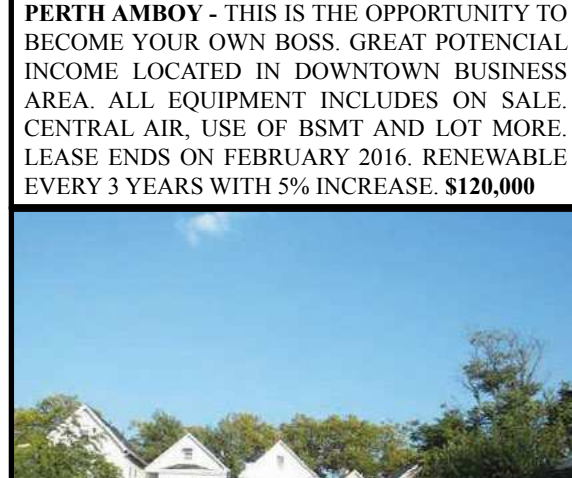 PERTH AMBOY - THIS IS THE OPPORTUNITY TO
BECOME YOUR OWN BOSS. GREAT POTENCIAL
INCOME LOCATED IN DOWNTOWN BUSINESS
AREA. ALL EQUIPMENT INCLUDES ON SALE.
CENTRAL AIR, USE OF BSMT AND LOT MORE.
LEASE ENDS ON FEBRUARY 2016. RENEWABLE
EVERY 3 YEARS WITH 5% INCREASE. $120,000